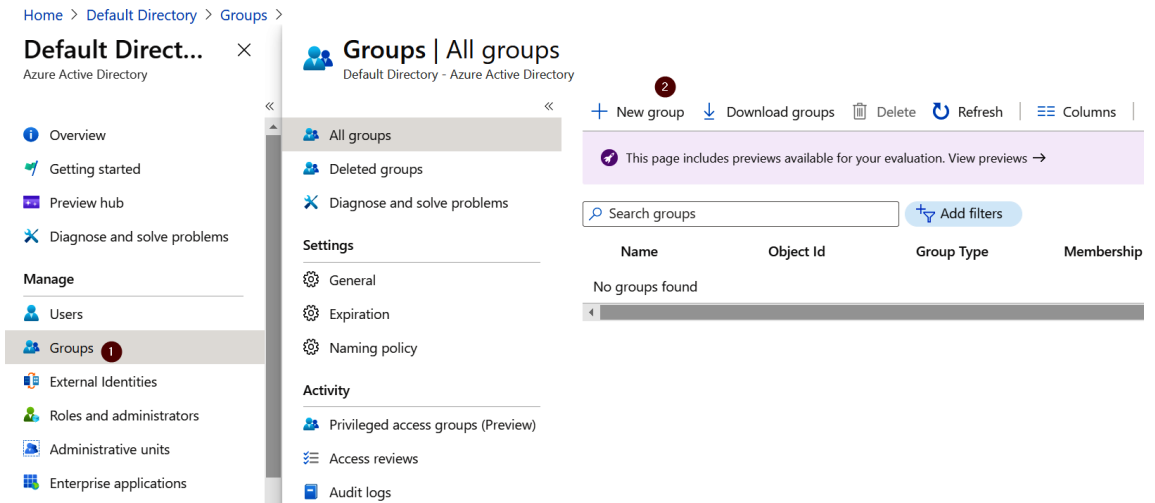 Home > Default Directory > Groups >
Default Direct...
Azure Active Directory
Overview
Getting started
Preview hub
Diagnose and solve problems
Manage
Users
Groups 1
External Identities
Roles and administrators
Administrative units
Enterprise applications
Groups | All groups
Default Directory - Azure Active Directory
All groups
Deleted groups
Diagnose and solve problems
Settings
General
Expiration
Naming policy
Activity
Privileged access groups (Preview)
Access reviews
Audit logs
2
New group Download groups Delete Refresh Columns
This page includes previews available for your evaluation. View previews →
Search groups Add filters
Name Object Id Group Type Membership
No groups found